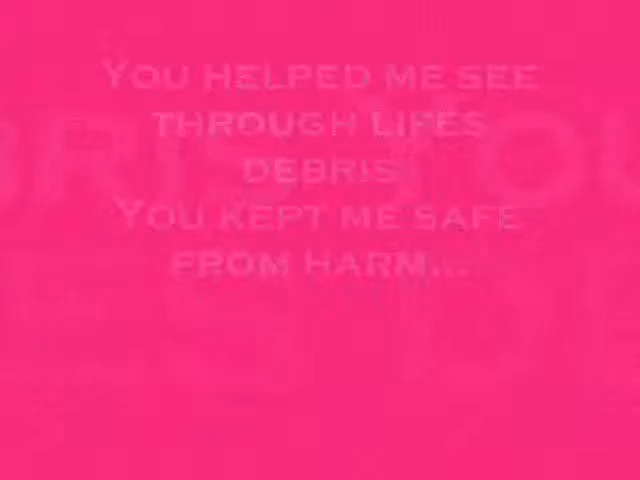 You helped me see
through lifes
debris
You kept me safe
from harm...